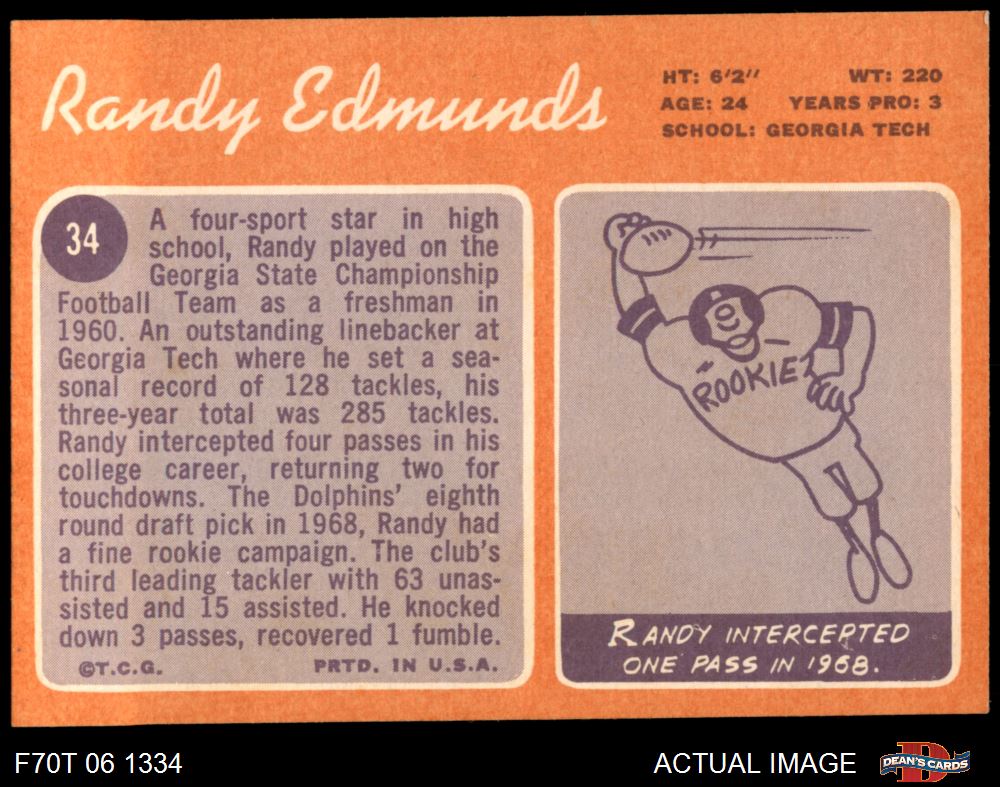 Randy Edmunds
HT: 6'2" WT: 220
AGE: 24 YEARS PRO: 3
SCHOOL: GEORGIA TECH
34
A four-sport star in high
school, Randy played on the
Georgia State Championship
Football Team as a freshman in
1960. An outstanding linebacker at
Georgia Tech where he set a sea-
sonal record of 128 tackles, his
three-year total was 285 tackles.
Randy intercepted four passes in his
college career, returning two for
touchdowns. The Dolphins' eighth
round draft pick in 1968, Randy had
a fine rookie campaign. The club's
third leading tackler with 63 unas-
sisted and 15 assisted. He knocked
down 3 passes, recovered 1 fumble.
©T.C.G. PRTD. IN U.S.A.
"ROOKIE"
RANDY INTERCEPTED
ONE PASS IN 1968.
F70T 06 1334
ACTUAL IMAGE
DEAN'S CARDS